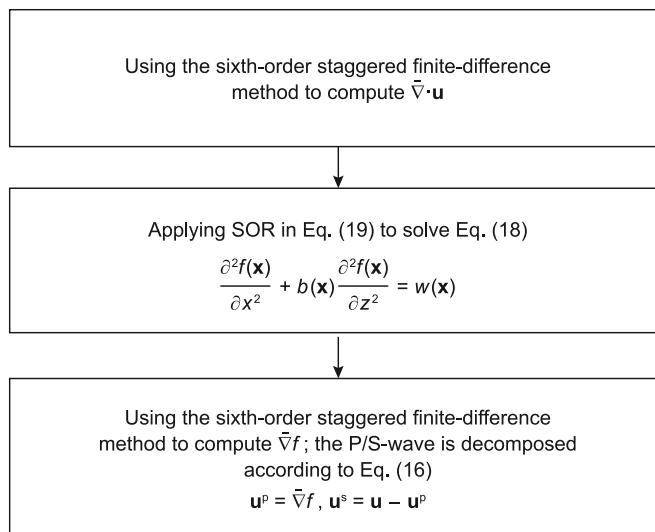 Using the sixth-order staggered finite-difference
method to compute ∇̄·u
Applying SOR in Eq. (19) to solve Eq. (18)
∂²f(x)/∂x² + b(x) ∂²f(x)/∂z² = w(x)
Using the sixth-order staggered finite-difference
method to compute ∇̄f ; the P/S-wave is decomposed
according to Eq. (16)
uᵖ = ∇̄f , uˢ = u – uᵖ